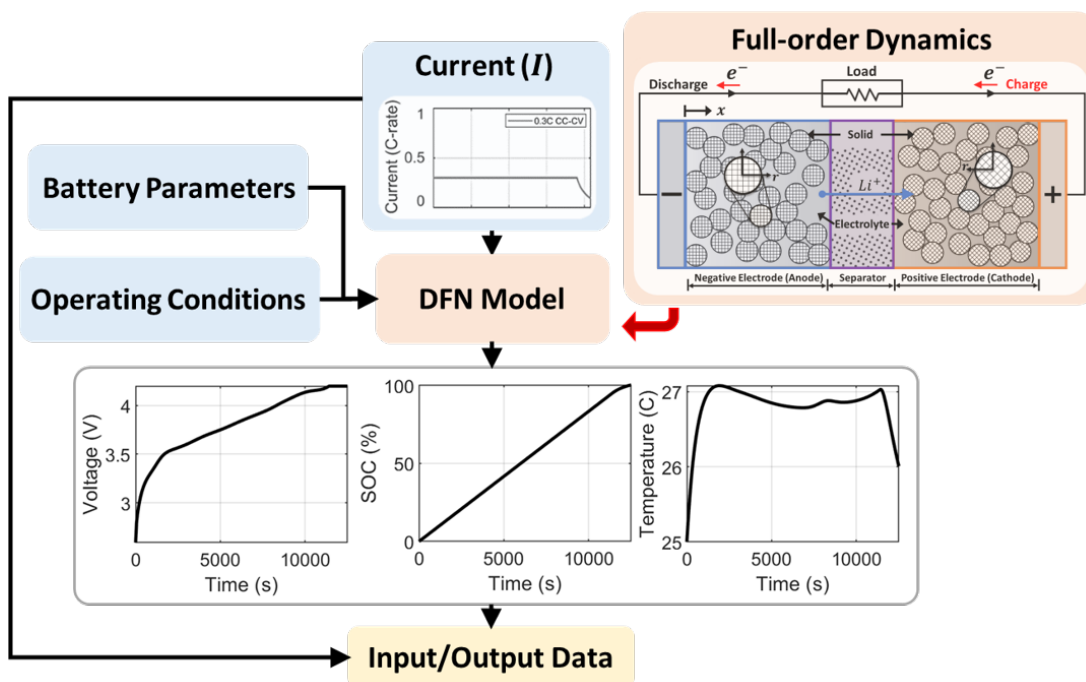 Current (I)
Current (C-rate)
1
0.5
0
0.3C CC-CV
Full-order Dynamics
Discharge
e⁻
Load
e⁻
Charge
x
Solid
r
r
Li⁺
−
+
Electrolyte
Negative Electrode (Anode)
Separator
Positive Electrode (Cathode)
Battery Parameters
Operating Conditions
DFN Model
Voltage (V)
4
3.5
3
0
5000
10000
Time (s)
SOC (%)
100
50
0
0
5000
10000
Time (s)
Temperature (C)
27
26
25
0
5000
10000
Time (s)
Input/Output Data